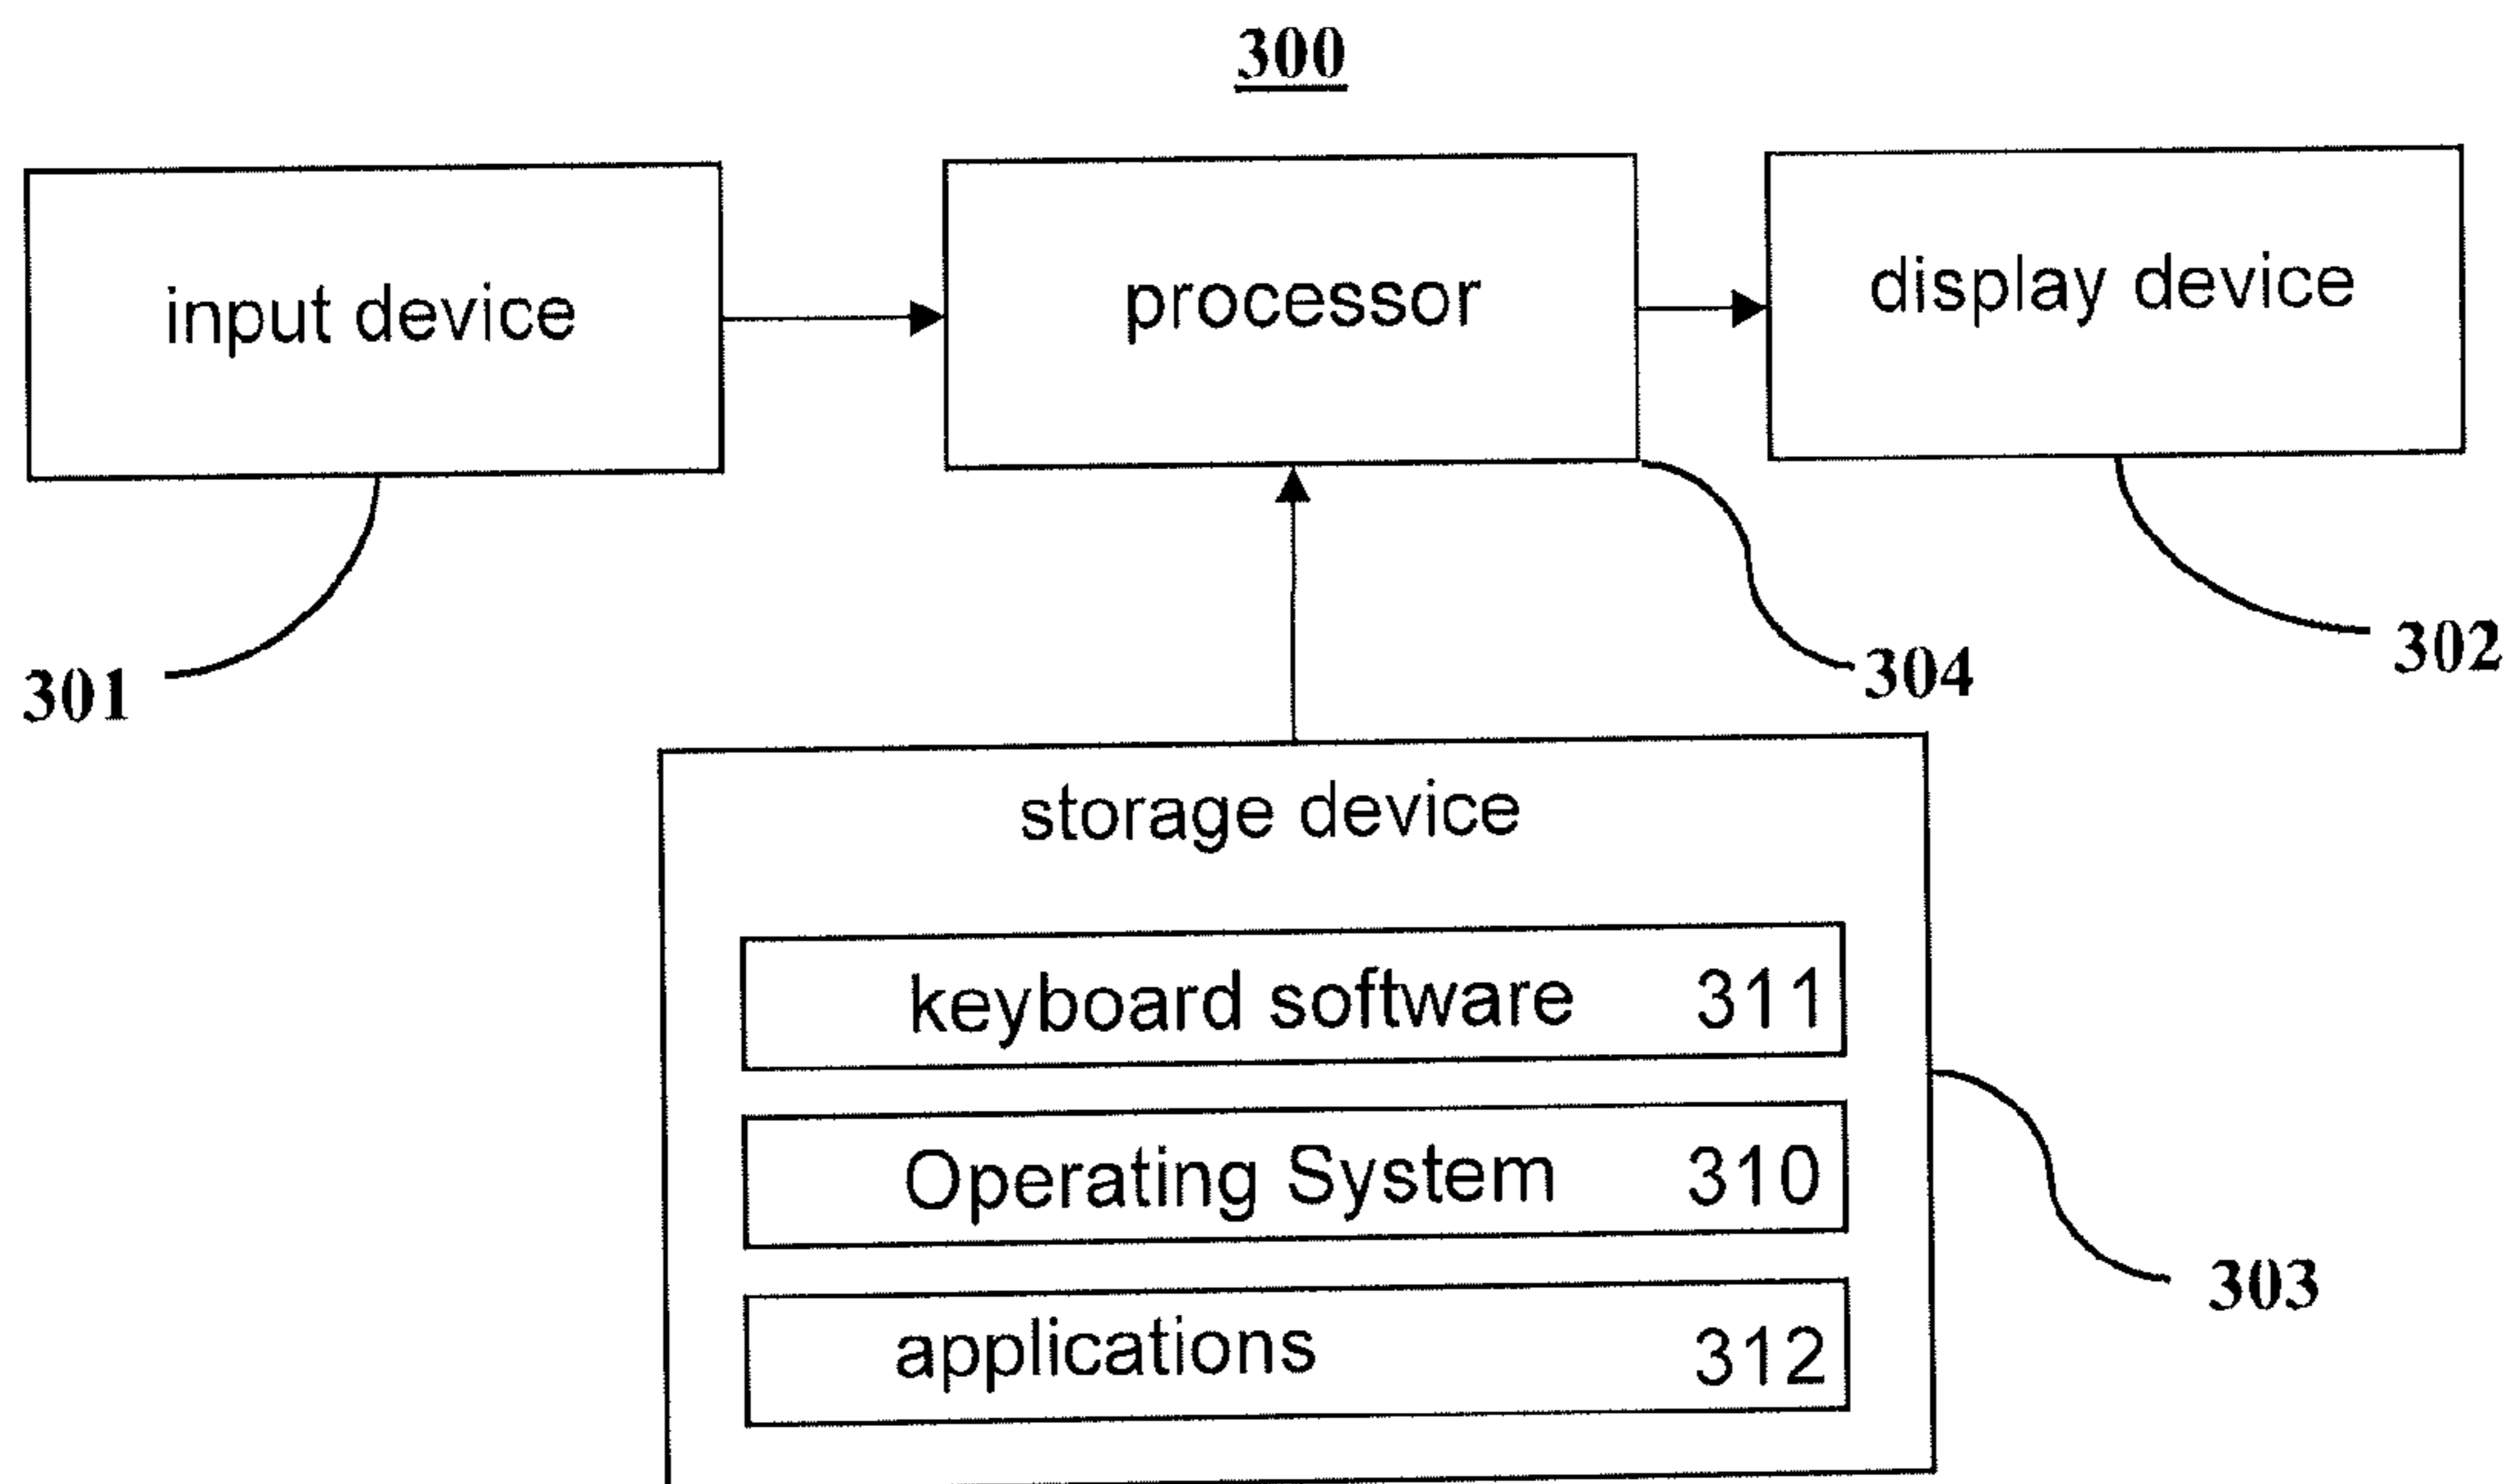 300
input device
processor
display device
301
304
302
storage device
keyboard software 311
Operating System 310
applications 312
303